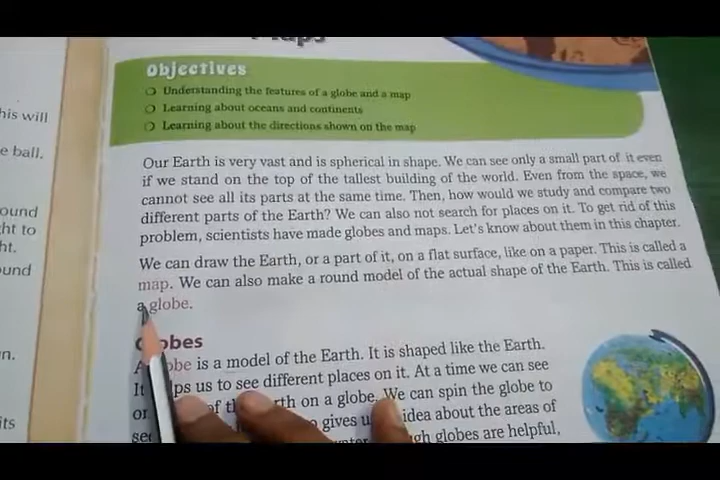 his will
e ball.
ound
ht to
ht.
ound
n.
its
Maps
Objectives
Understanding the features of a globe and a map
Learning about oceans and continents
Learning about the directions shown on the map
Our Earth is very vast and is spherical in shape. We can see only a small part of it even
if we stand on the top of the tallest building of the world. Even from the space, we
cannot see all its parts at the same time. Then, how would we study and compare two
different parts of the Earth? We can also not search for places on it. To get rid of this
problem, scientists have made globes and maps. Let's know about them in this chapter.
We can draw the Earth, or a part of it, on a flat surface, like on a paper. This is called a
map. We can also make a round model of the actual shape of the Earth. This is called
a globe.
Globes
A globe is a model of the Earth. It is shaped like the Earth.
It helps us to see different places on it. At a time we can see
of the Earth on a globe. We can spin the globe to
gives us idea about the areas of
globes are helpful,